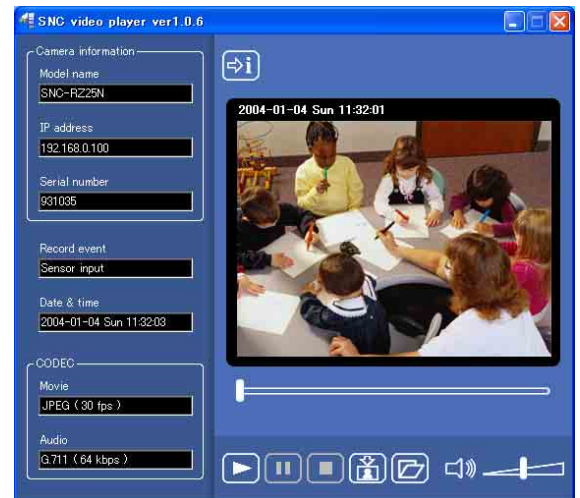 SNC video player ver1.0.6
Camera information
Model name
SNC-RZ25N
IP address
192.168.0.100
Serial number
931035
Record event
Sensor input
Date & time
2004-01-04 Sun 11:32:03
CODEC
Movie
JPEG ( 30 fps )
Audio
G.711 ( 64 kbps )
i
2004-01-04 Sun 11:32:01